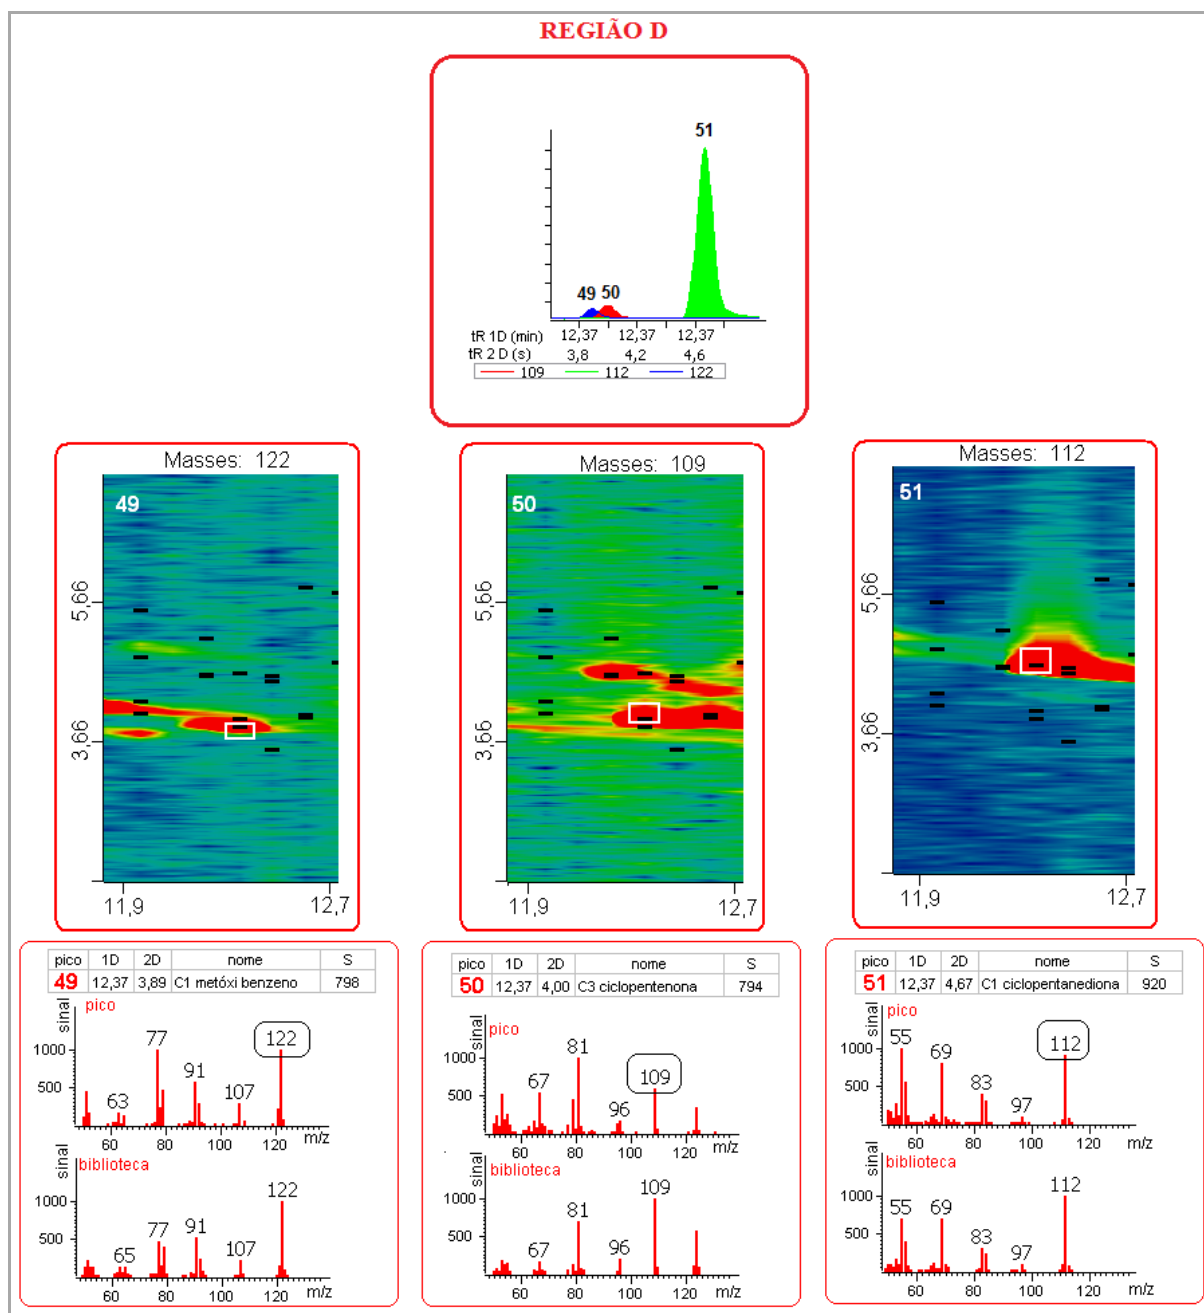 REGIÃO D
51
49 50
tR 1D (min) 12,37 12,37 12,37
tR 2 D (s) 3,8 4,2 4,6
109 112 122
Masses: 122
49
5,66
3,66
11,9 12,7
Masses: 109
50
5,66
3,66
11,9 12,7
Masses: 112
51
5,66
3,66
11,9 12,7
pico 1D 2D nome S
49 12,37 3,89 C1 metóxi benzeno 798
sinal
pico
1000
500
63 77 91 107 122
60 80 100 120 m/z
sinal
biblioteca
1000
500
65 77 91 107 122
60 80 100 120 m/z
pico 1D 2D nome S
50 12,37 4,00 C3 ciclopentenona 794
sinal
pico
1000
500
67 81 96 109
60 80 100 120 m/z
sinal
biblioteca
1000
500
67 81 96 109
60 80 100 120 m/z
pico 1D 2D nome S
51 12,37 4,67 C1 ciclopentanediona 920
sinal
pico
1000
500
55 69 83 97 112
60 80 100 120 m/z
sinal
biblioteca
1000
500
55 69 83 97 112
60 80 100 120 m/z